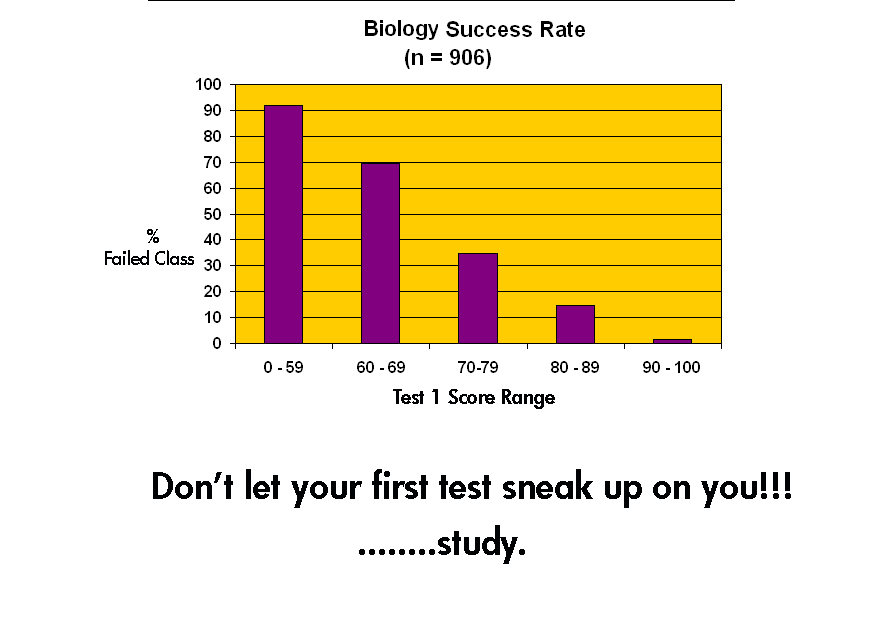 Biology Success Rate
(n = 906)
100
90
80
70
60
50
40
30
20
10
0
%
Failed Class
0 - 59
60 - 69
70-79
80 - 89
90 - 100
Test 1 Score Range
Don't let your first test sneak up on you!!!
........study.